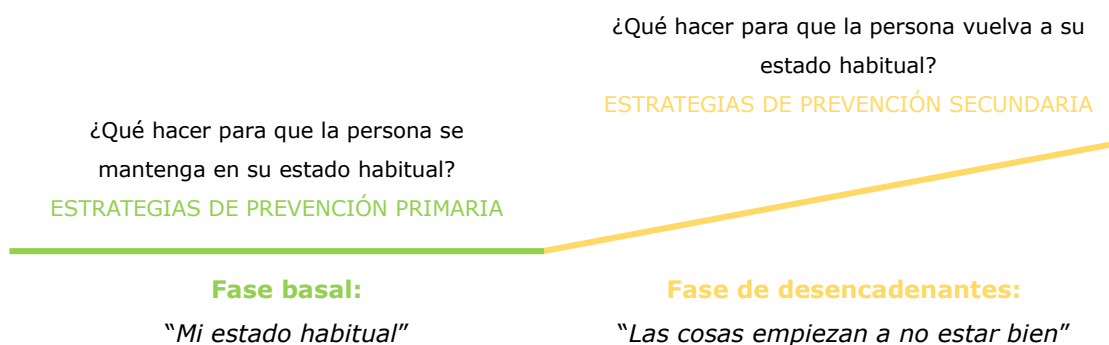 ¿Qué hacer para que la persona se
mantenga en su estado habitual?
ESTRATEGIAS DE PREVENCIÓN PRIMARIA
Fase basal:
“Mi estado habitual”
¿Qué hacer para que la persona vuelva a su
estado habitual?
ESTRATEGIAS DE PREVENCIÓN SECUNDARIA
Fase de desencadenantes:
“Las cosas empiezan a no estar bien”